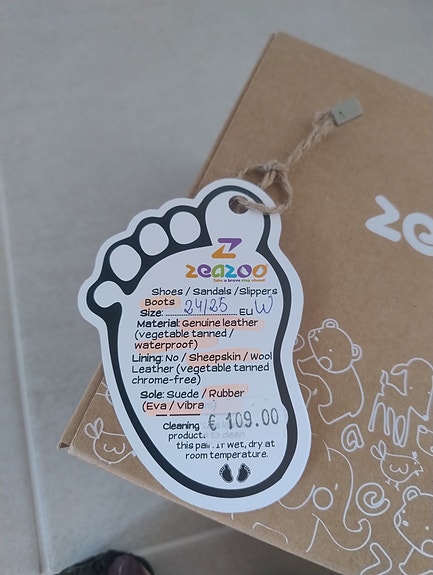 Z
zeazoo
Take a brave step ahead!
Shoes / Sandals / Slippers
Boots
Size: 24/25 EU W
Material: Genuine leather
(vegetable tanned /
waterproof)
Lining: No / Sheepskin / Wool
Leather (vegetable tanned
chrome-free)
Sole: Suede / Rubber
(Eva / Vibram)
Cleaning
€ 109.00
product
this pair. If wet, dry at
room temperature.
ze